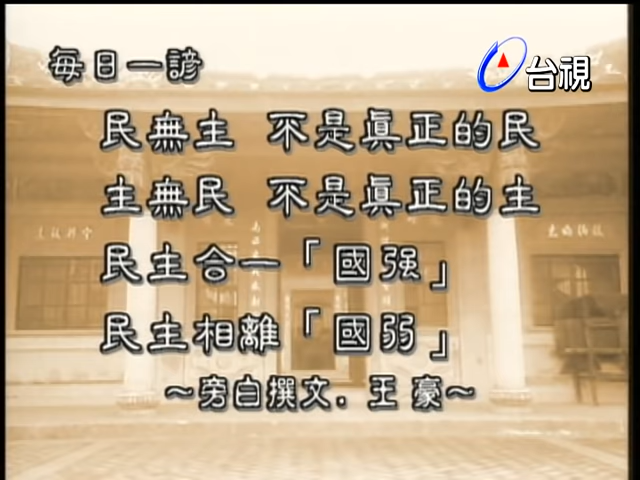 每日一諺
台視
民無主 不是眞正的民
主無民 不是眞正的主
民主合一「國强」
民主相離「國弱」
～旁白撰文．王豪～